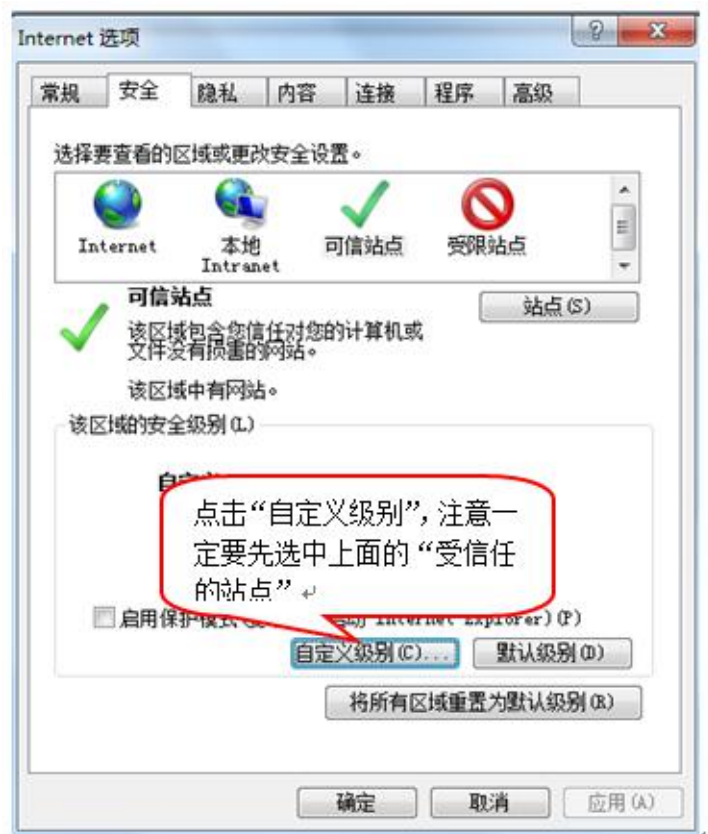 Internet 选项
常规 安全 隐私 内容 连接 程序 高级
选择要查看的区域或更改安全设置。
Internet 本地 Intranet 可信站点 受限站点
可信站点
站点(S)
该区域包含您信任对您的计算机或
文件没有损害的网站。
该区域中有网站。
该区域的安全级别(L)
点击“自定义级别”，注意一
定要先选中上面的“受信任
的站点”
启用保护模式
Internet Explorer)(P)
自定义级别(C)... 默认级别(D)
将所有区域重置为默认级别(R)
确定 取消 应用(A)